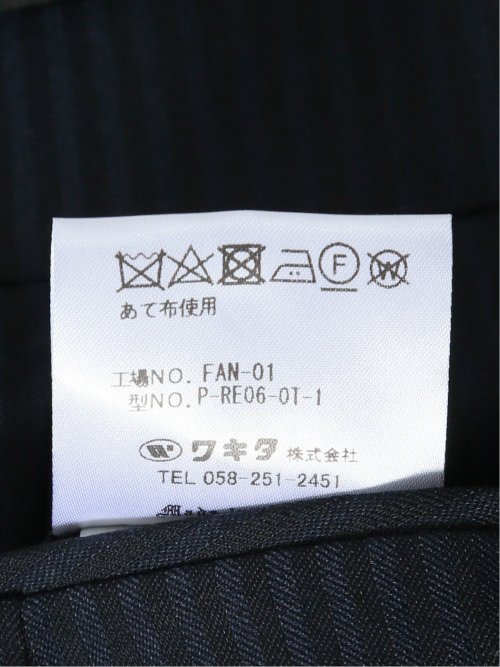 F W
あて布使用
工場NO. FAN-01
型NO. P-RE06-0T-1
W ワキタ 株式会社
TEL 058-251-2451